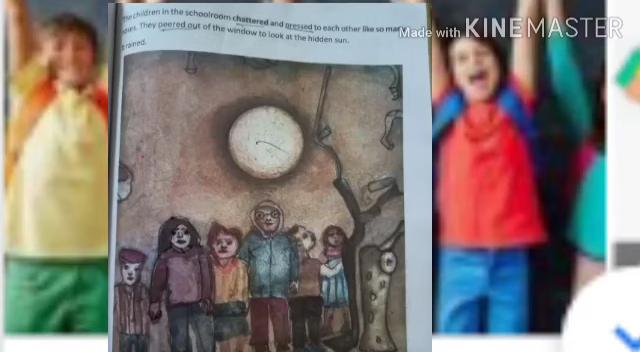 The children in the schoolroom chattered and pressed to each other like so many
They peered out of the window to look at the hidden sun.
rained.
Made with KINEMASTER